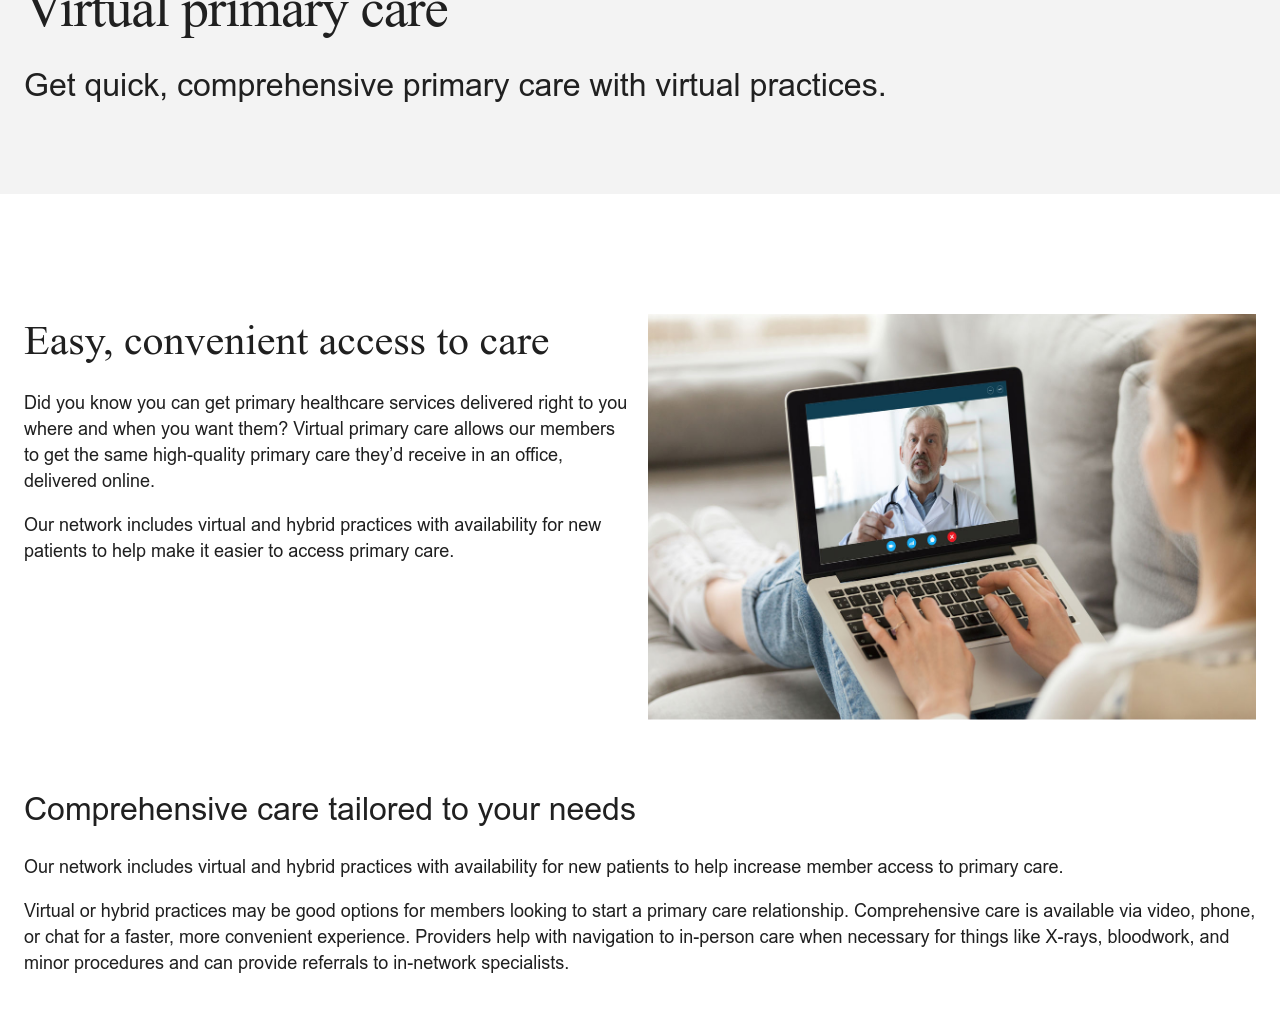 Virtual primary care
Get quick, comprehensive primary care with virtual practices.
Easy, convenient access to care
Did you know you can get primary healthcare services delivered right to you
where and when you want them? Virtual primary care allows our members
to get the same high-quality primary care they’d receive in an office,
delivered online.
Our network includes virtual and hybrid practices with availability for new
patients to help make it easier to access primary care.
Comprehensive care tailored to your needs
Our network includes virtual and hybrid practices with availability for new patients to help increase member access to primary care.
Virtual or hybrid practices may be good options for members looking to start a primary care relationship. Comprehensive care is available via video, phone,
or chat for a faster, more convenient experience. Providers help with navigation to in-person care when necessary for things like X-rays, bloodwork, and
minor procedures and can provide referrals to in-network specialists.